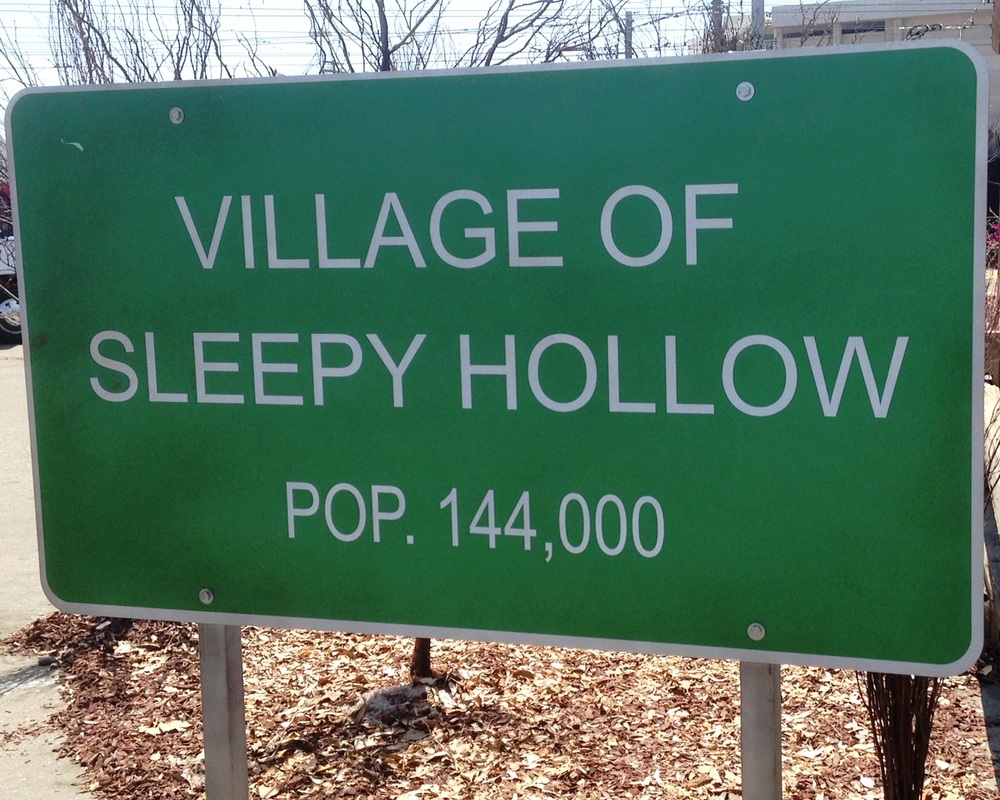 VILLAGE OF
SLEEPY HOLLOW
POP. 144,000